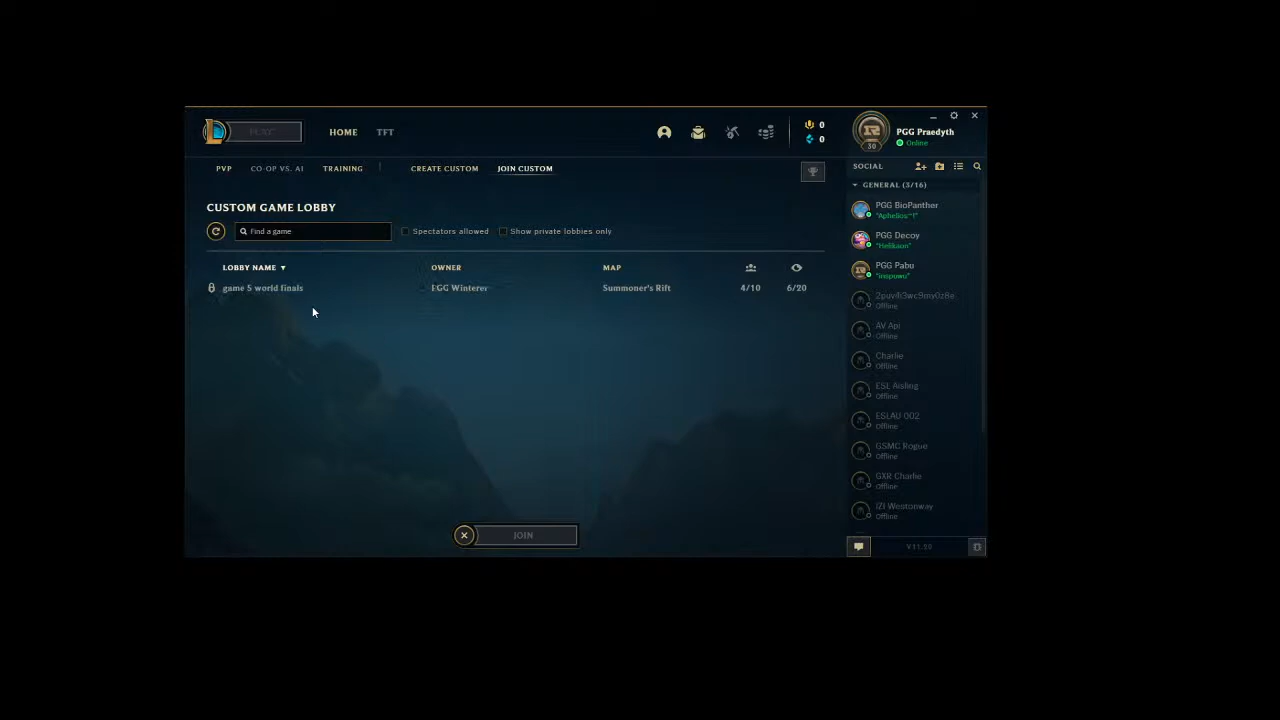 PLAY
HOME
TFT
0
0
30
PGG Praedyth
Online
PVP
CO-OP VS. AI
TRAINING
CREATE CUSTOM
JOIN CUSTOM
SOCIAL
GENERAL (3/16)
CUSTOM GAME LOBBY
Find a game
Spectators allowed
Show private lobbies only
LOBBY NAME
OWNER
MAP
game 5 world finals
EGG Winterer
Summoner's Rift
4/10
6/20
PGG BioPanther
PGG Decoy
PGG Pabu
Offline
AV Api
Offline
Charlie
Offline
ESL Aisling
Offline
ESLAU 002
Offline
GSMC Rogue
Offline
GXR Charlie
Offline
IZI Westonway
Offline
JOIN
V11.20